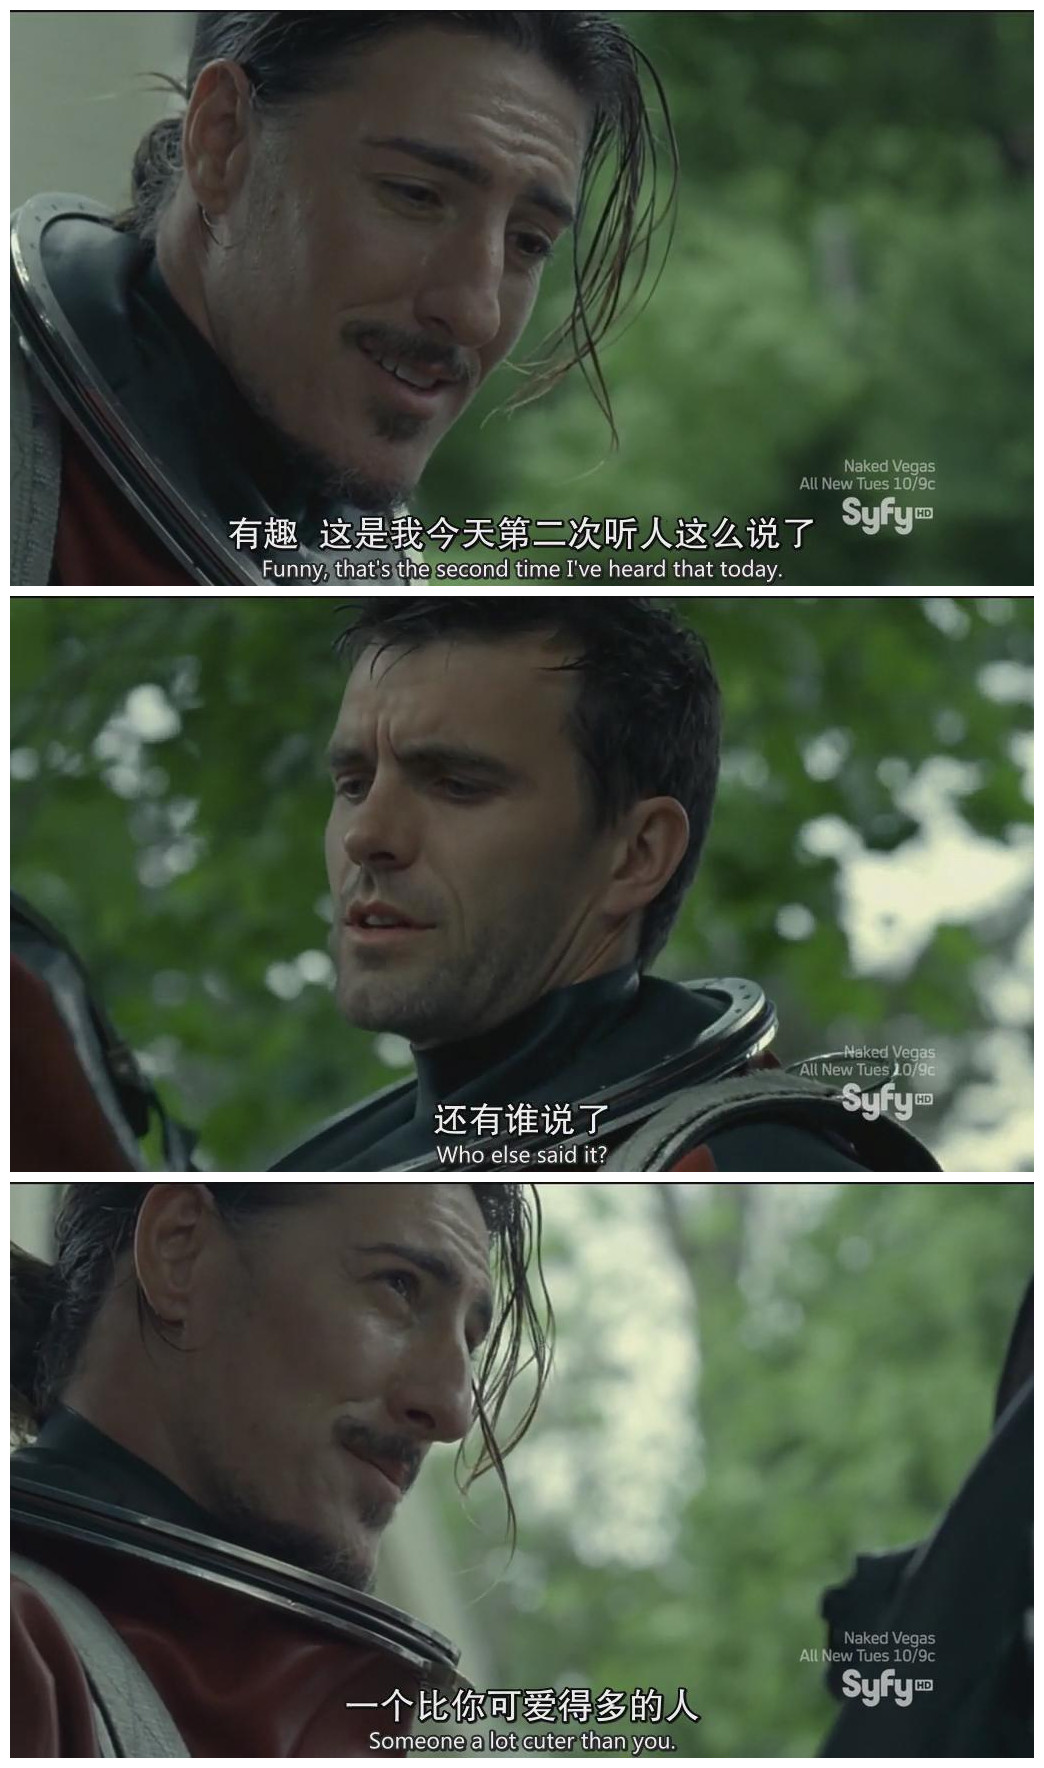 Naked Vegas
All New Tues 10/9c
Syfy HD
有趣 这是我今天第二次听人这么说了
Funny, that's the second time I've heard that today.
Naked Vegas
All New Tues 10/9c
Syfy HD
还有谁说了
Who else said it?
Naked Vegas
All New Tues 10/9c
Syfy HD
一个比你可爱得多的人
Someone a lot cuter than you.